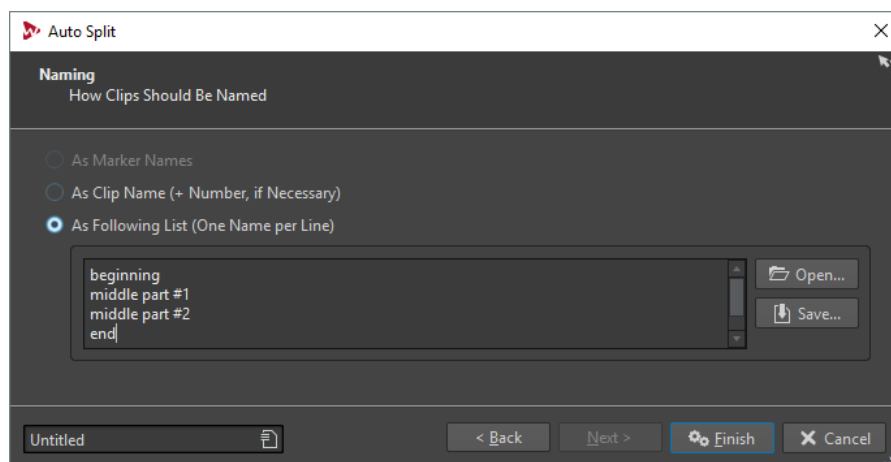 Auto Split
Naming
How Clips Should Be Named
As Marker Names
As Clip Name (+ Number, if Necessary)
As Following List (One Name per Line)
beginning
middle part #1
middle part #2
end
Open...
Save...
Untitled
< Back
Next >
Finish
Cancel